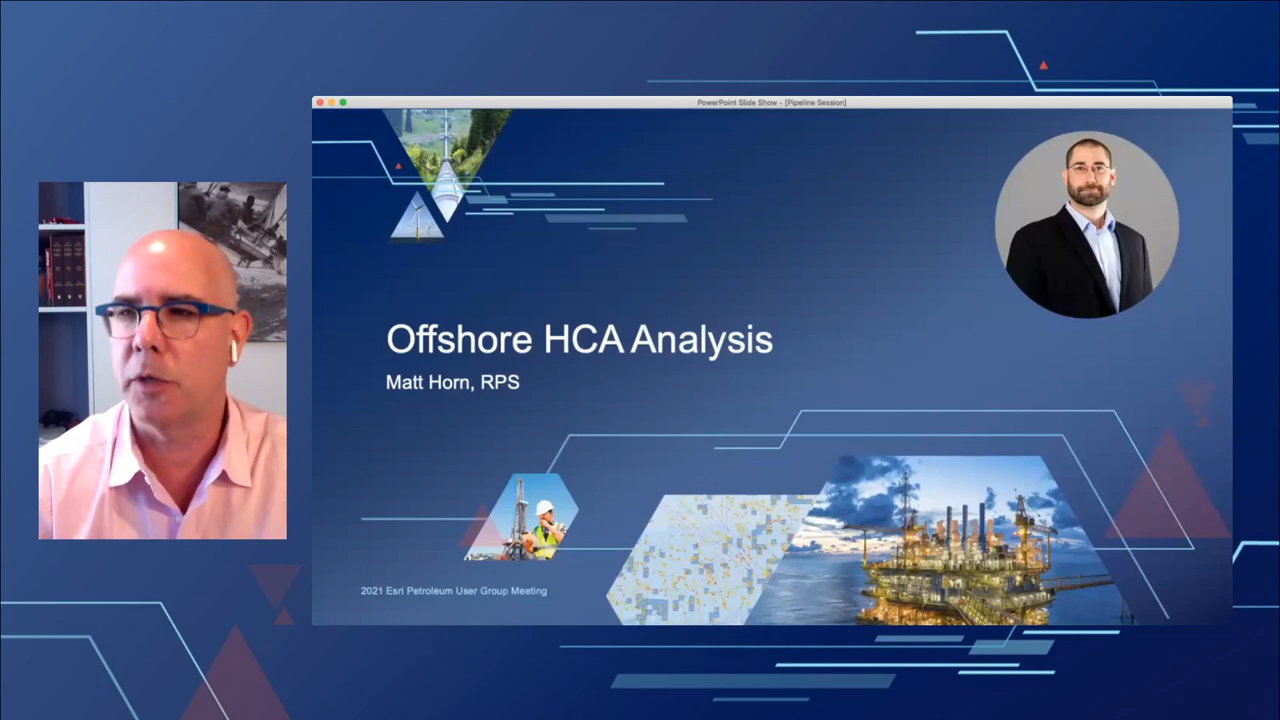 PowerPoint Slide Show - [Pipeline Session]
Offshore HCA Analysis
Matt Horn, RPS
2021 Esri Petroleum User Group Meeting